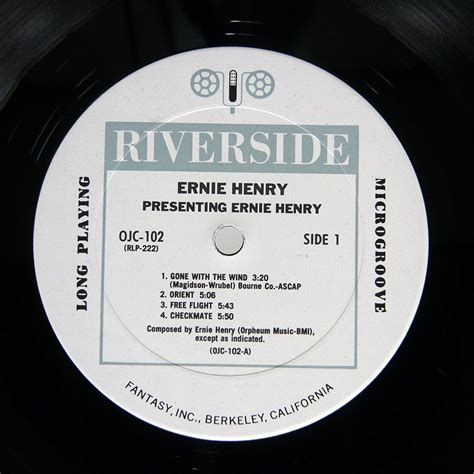 RIVERSIDE
LONG PLAYING
MICROGROOVE
ERNIE HENRY
PRESENTING ERNIE HENRY
OJC-102
(RLP-222)
SIDE 1
1. GONE WITH THE WIND 3:20
(Magidson-Wrubel) Bourne Co.-ASCAP
2. ORIENT 5:06
3. FREE FLIGHT 5:43
4. CHECKMATE 5:50
Composed by Ernie Henry (Orpheum Music-BMI),
except as indicated.
(OJC-102-A)
FANTASY, INC., BERKELEY, CALIFORNIA